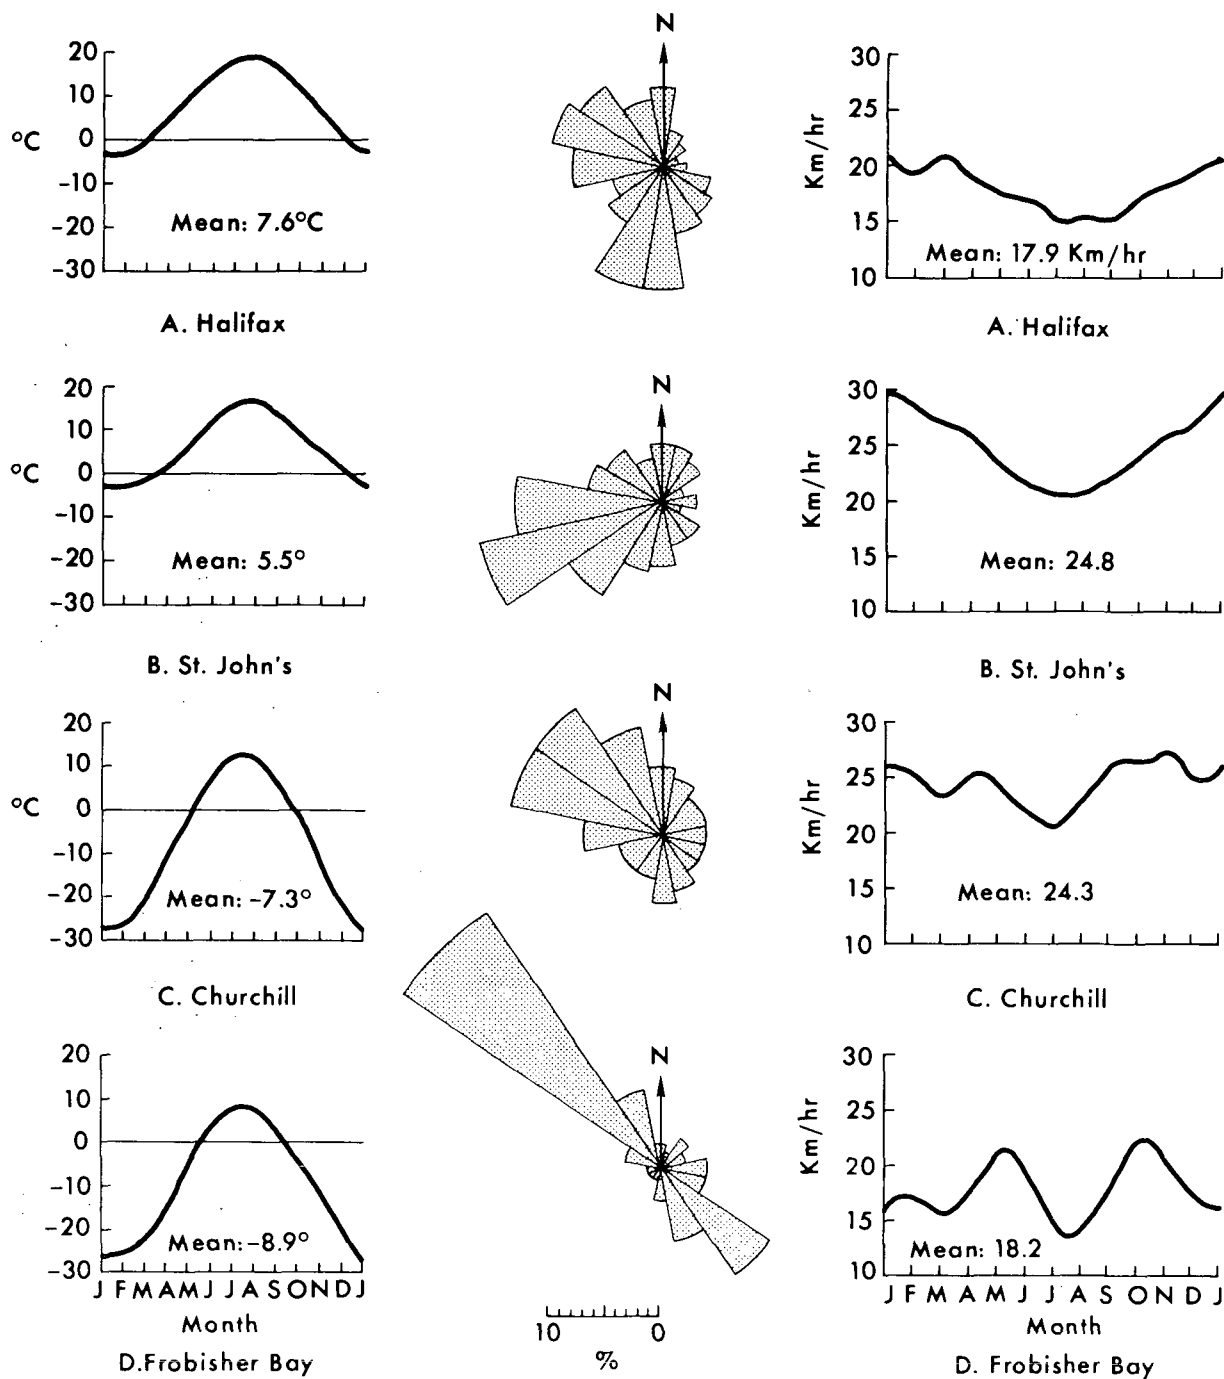 N
20
10
0
°C
-10
-20
-30
Mean: 7.6°C
A. Halifax
30
25
20
15
10
Km/hr
Mean: 17.9 Km/hr
A. Halifax
N
20
10
0
°C
-10
-20
-30
Mean: 5.5°
B. St. John's
30
25
20
15
10
Km/hr
Mean: 24.8
B. St. John's
N
20
10
0
°C
-10
-20
-30
Mean: -7.3°
C. Churchill
30
25
20
15
10
Km/hr
Mean: 24.3
C. Churchill
N
20
10
0
-10
-20
-30
Mean: -8.9°
J F M A M J J A S O N D J
Month
D. Frobisher Bay
10 0
%
30
25
20
15
10
Km/hr
Mean: 18.2
J F M A M J J A S O N D J
Month
D. Frobisher Bay